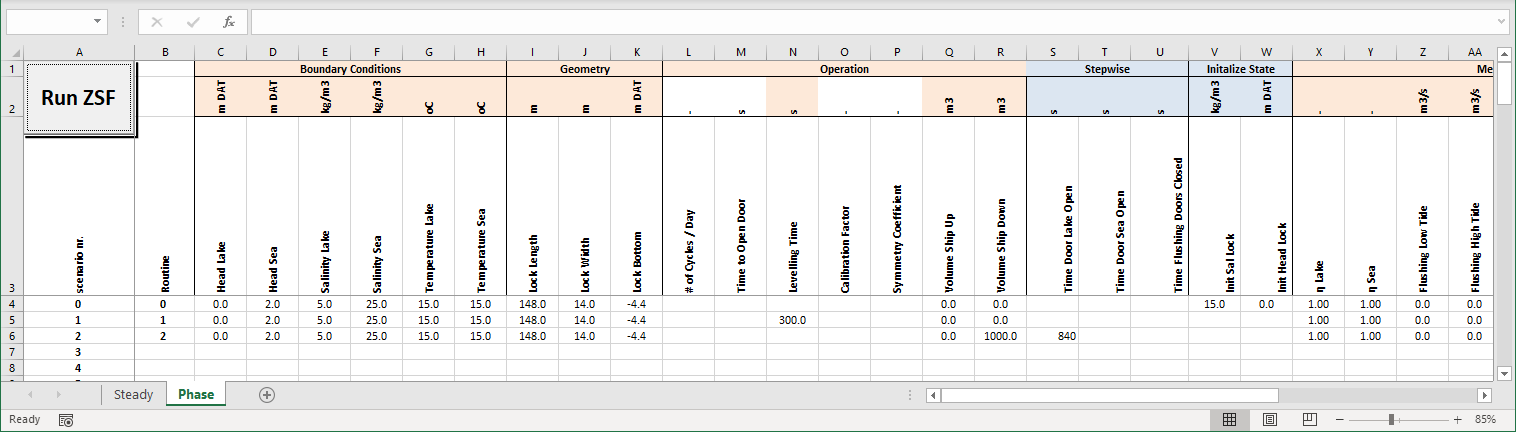 fx
A B C D E F G H I J K L M N O P Q R S T U V W X Y Z AA
1 Boundary Conditions Geometry Operation Stepwise Initalize State Me
Run ZSF
2 m DAT m DAT kg/m3 kg/m3 oC oC m m m DAT - s s - - m3 m3 s s s kg/m3 m DAT - - m3/s m3/s
3 scenario nr. Routine Head Lake Head Sea Salinity Lake Salinity Sea Temperature Lake Temperature Sea Lock Length Lock Width Lock Bottom # of Cycles / Day Time to Open Door Levelling Time Calibration Factor Symmetry Coefficient Volume Ship Up Volume Ship Down Time Door Lake Open Time Door Sea Open Time Flushing Doors Closed Init Sal Lock Init Head Lock η Lake η Sea Flushing Low Tide Flushing High Tide
4 0 0 0.0 2.0 5.0 25.0 15.0 15.0 148.0 14.0 -4.4 0.0 0.0 15.0 0.0 1.00 1.00 0.0 0.0
5 1 1 0.0 2.0 5.0 25.0 15.0 15.0 148.0 14.0 -4.4 300.0 0.0 0.0 1.00 1.00 0.0 0.0
6 2 2 0.0 2.0 5.0 25.0 15.0 15.0 148.0 14.0 -4.4 0.0 1000.0 840 1.00 1.00 0.0 0.0
7 3
8 4
Steady Phase
Ready 85%